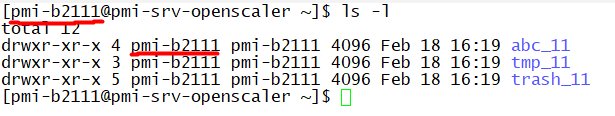 [pmi-b2111@pmi-srv-openscaler ~]$ ls -l
total 12
drwxr-xr-x 4 pmi-b2111 pmi-b2111 4096 Feb 18 16:19 abc_11
drwxr-xr-x 3 pmi-b2111 pmi-b2111 4096 Feb 18 16:19 tmp_11
drwxr-xr-x 5 pmi-b2111 pmi-b2111 4096 Feb 18 16:19 trash_11
[pmi-b2111@pmi-srv-openscaler ~]$